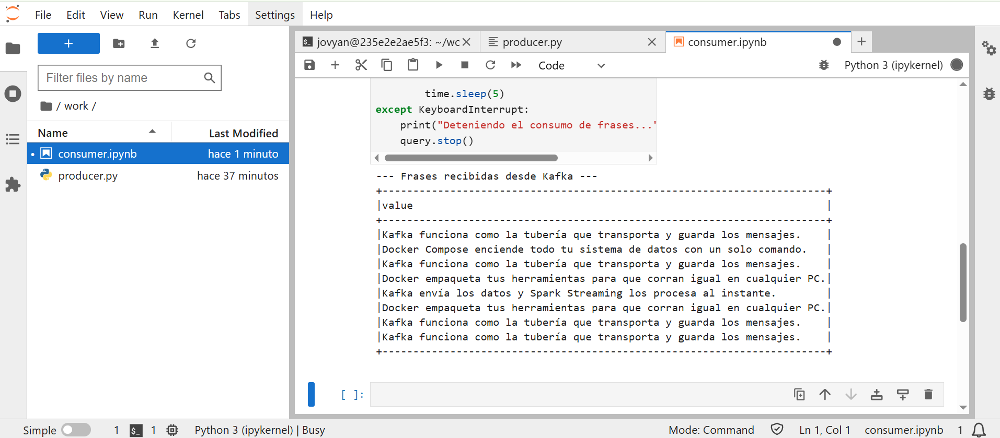 File Edit View Run Kernel Tabs Settings Help
+
Filter files by name
/ work /
Name Last Modified
consumer.ipynb hace 1 minuto
producer.py hace 37 minutos
jovyan@235e2e2ae5f3: ~/wc
producer.py
consumer.ipynb
Code
Python 3 (ipykernel)
time.sleep(5)
except KeyboardInterrupt:
print("Deteniendo el consumo de frases..."
query.stop()
--- Frases recibidas desde Kafka ---
+------------------------------------------------------------------------+
|value |
+------------------------------------------------------------------------+
|Kafka funciona como la tubería que transporta y guarda los mensajes. |
|Docker Compose enciende todo tu sistema de datos con un solo comando. |
|Kafka funciona como la tubería que transporta y guarda los mensajes. |
|Docker empaqueta tus herramientas para que corran igual en cualquier PC.|
|Kafka envía los datos y Spark Streaming los procesa al instante. |
|Docker empaqueta tus herramientas para que corran igual en cualquier PC.|
|Kafka funciona como la tubería que transporta y guarda los mensajes. |
|Kafka funciona como la tubería que transporta y guarda los mensajes. |
+------------------------------------------------------------------------+
[ ]:
Simple 1 $_ 1 Python 3 (ipykernel) | Busy Mode: Command Ln 1, Col 1 consumer.ipynb 1